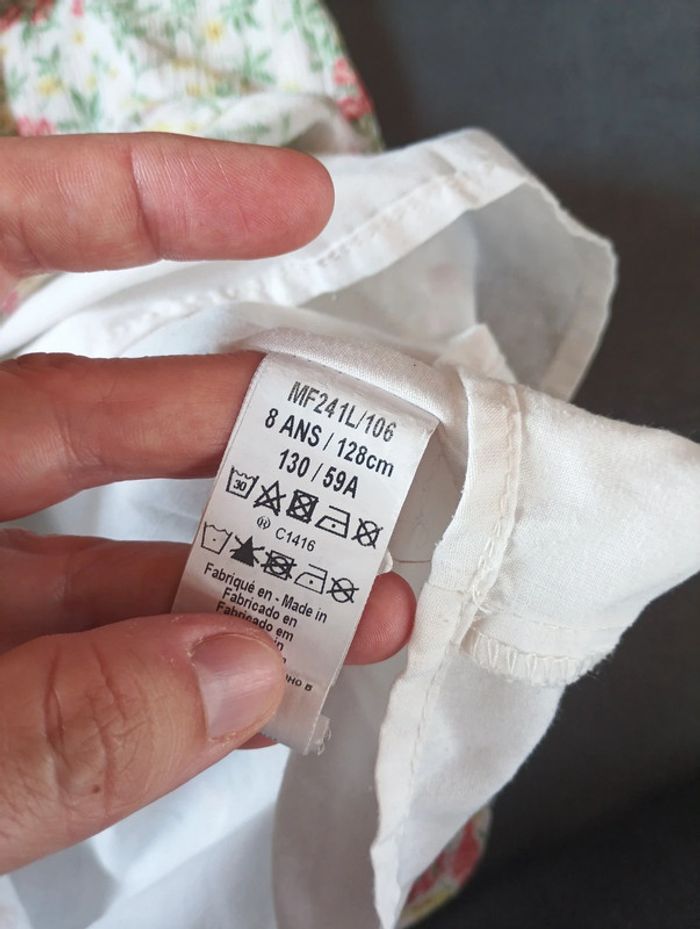 MF241L/106
8 ANS / 128cm
130 / 59A
30
® C1416
Fabriqué en - Made in
Fabricado en
Fabricado em